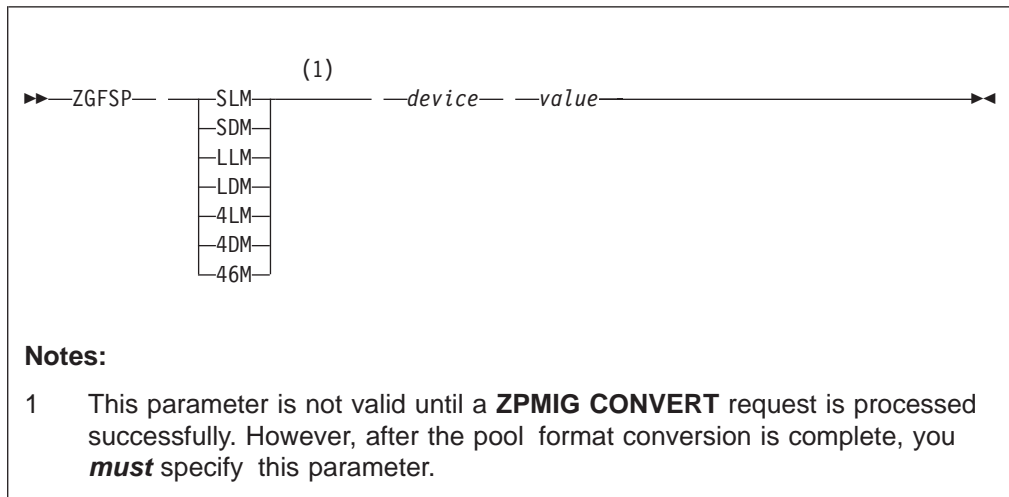 (1)
ZGFSP SLM device value
SDM
LLM
LDM
4LM
4DM
46M
Notes:
1 This parameter is not valid until a ZPMIG CONVERT request is processed
successfully. However, after the pool format conversion is complete, you
must specify this parameter.